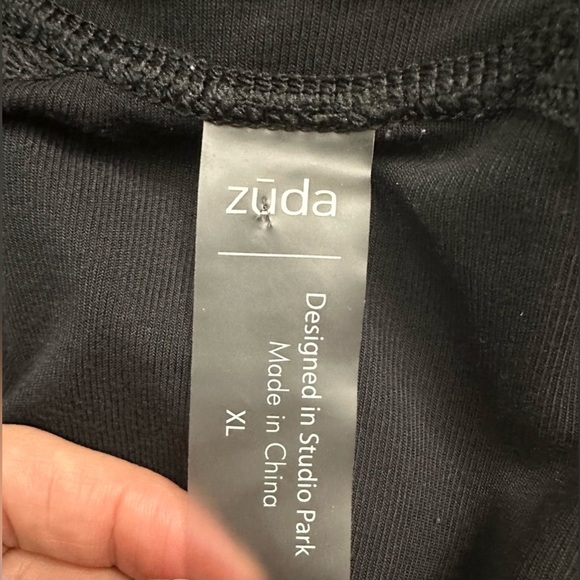 zūda
Designed in Studio Park
Made in China
XL